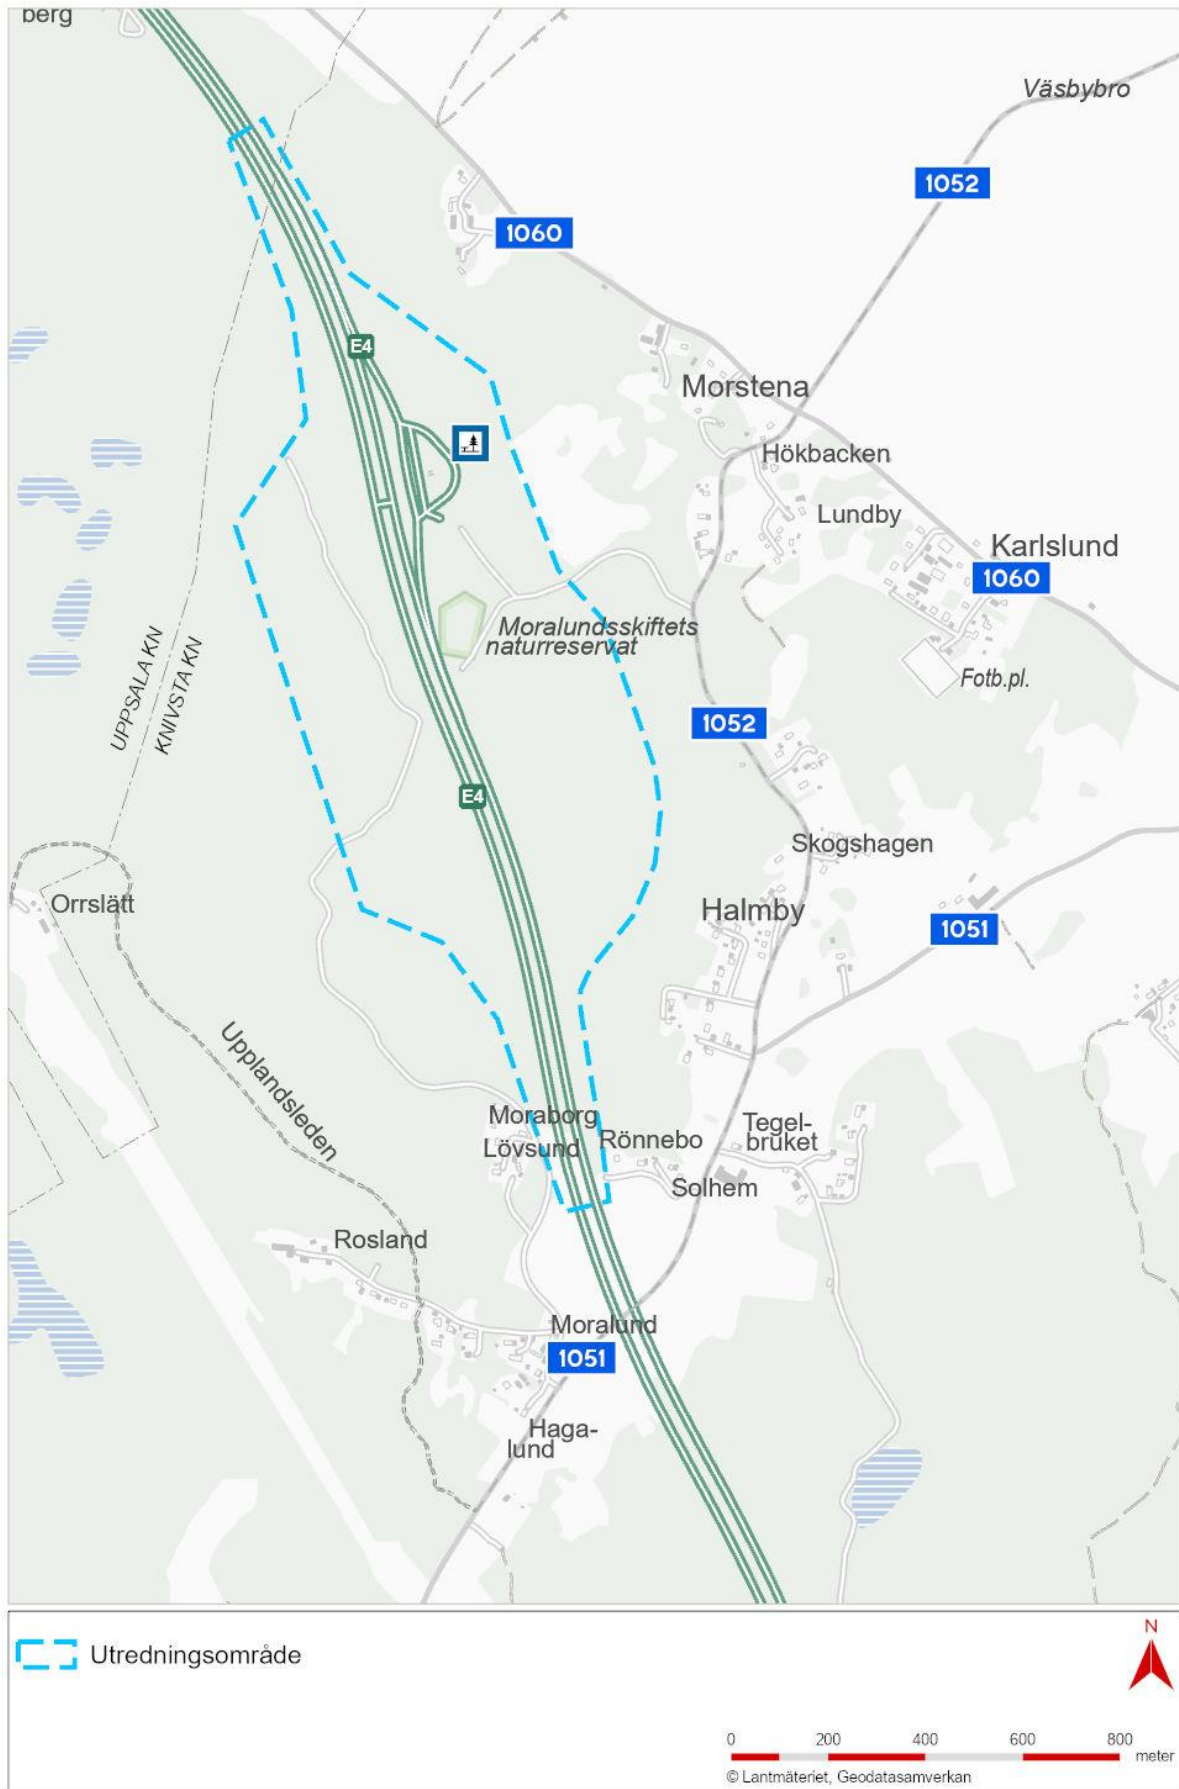 berg
Väsbybro
1052
1060
E4
Morstena
Hökbacken
Lundby
Karlslund
1060
Moralundsskiftets
naturreservat
UPPSALA KN
KNIVSTA KN
Fotb.pl.
1052
E4
Skogshagen
Orrslätt
Halmby
1051
Upplandsleden
Moraborg
Lövsund
Rönnebo
Tegel-
bruket
Solhem
Rosland
Moralund
1051
Haga-
lund
Utredningsområde
N
0 200 400 600 800
meter
© Lantmäteriet, Geodatasamverkan